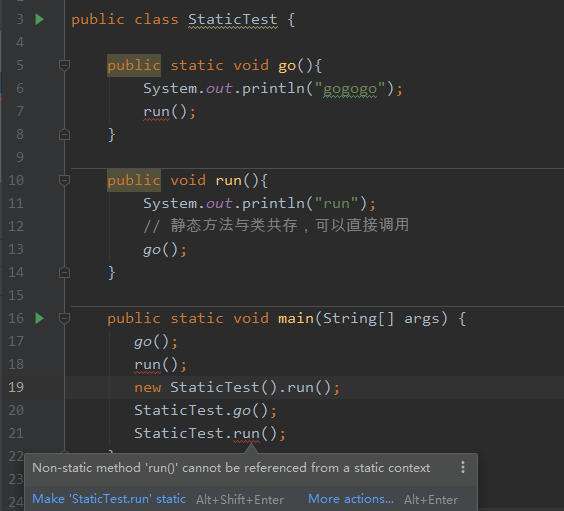 3 public class StaticTest {
4
5 public static void go(){
6 System.out.println("gogogo");
7 run();
8 }
9
10 public void run(){
11 System.out.println("run");
12 // 静态方法与类共存，可以直接调用
13 go();
14 }
15
16 public static void main(String[] args) {
17 go();
18 run();
19 new StaticTest().run();
20 StaticTest.go();
21 StaticTest.run();
22
Non-static method 'run()' cannot be referenced from a static context
23
Make 'StaticTest.run' static Alt+Shift+Enter More actions... Alt+Enter
24